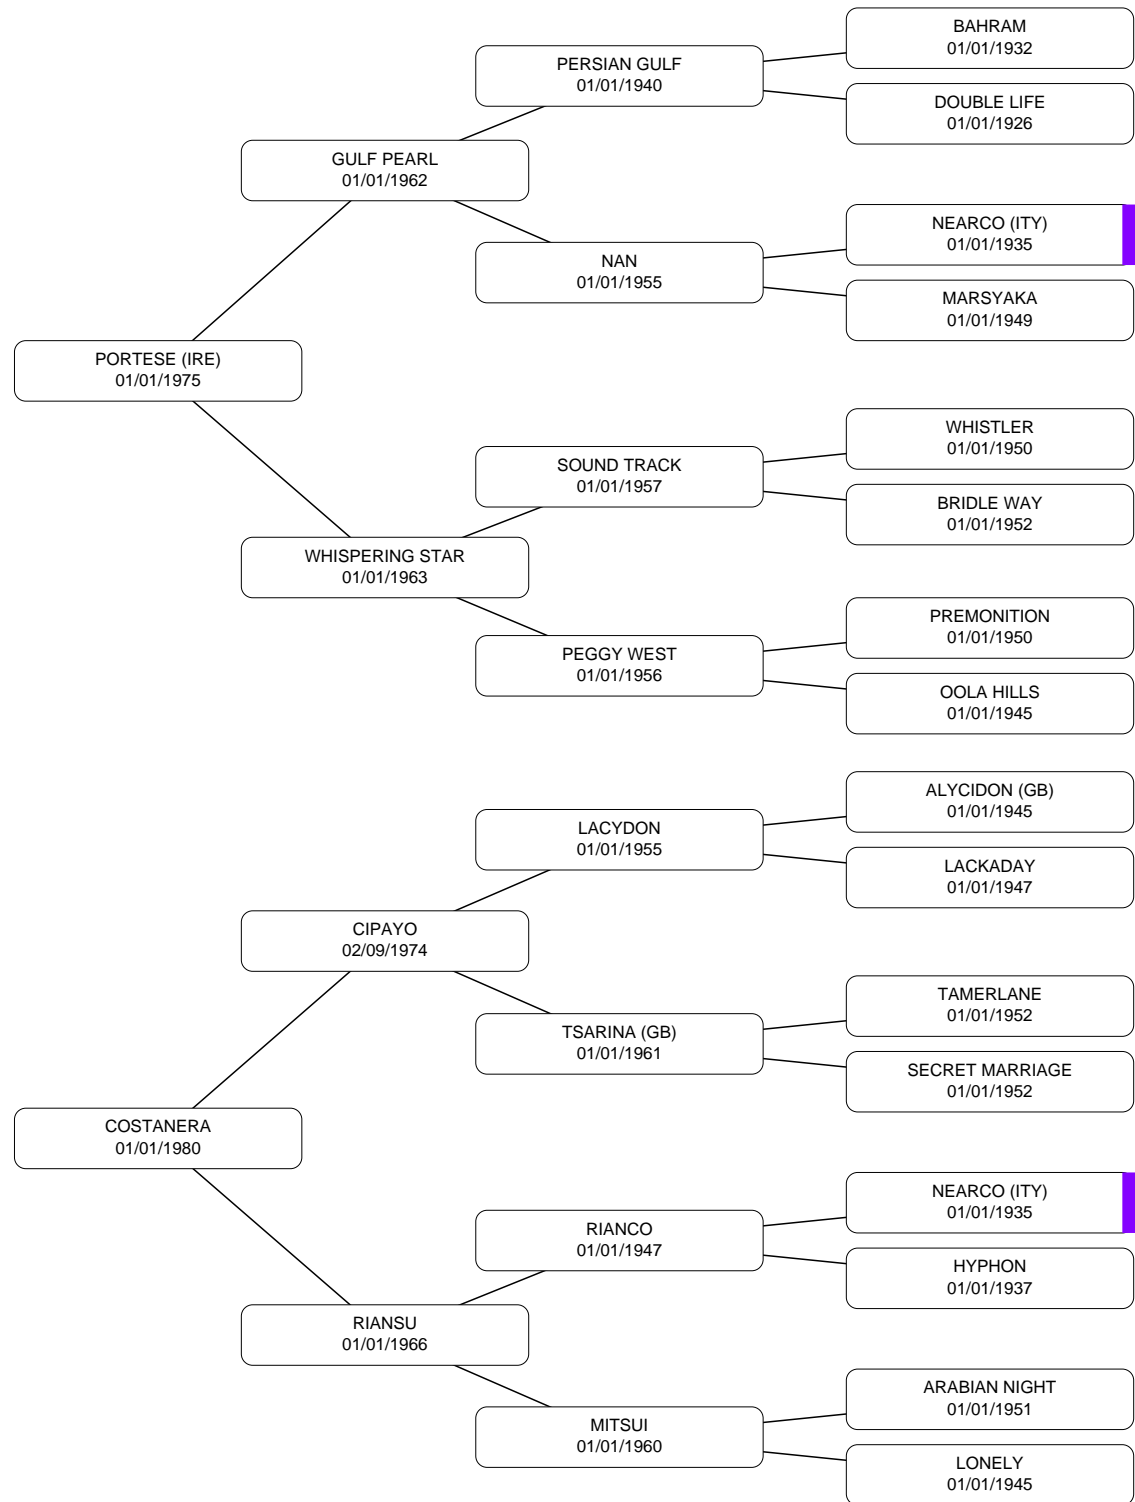 BAHRAM
01/01/1932
PERSIAN GULF
01/01/1940
DOUBLE LIFE
01/01/1926
GULF PEARL
01/01/1962
NEARCO (ITY)
01/01/1935
NAN
01/01/1955
MARSYAKA
01/01/1949
PORTESE (IRE)
01/01/1975
WHISTLER
01/01/1950
SOUND TRACK
01/01/1957
BRIDLE WAY
01/01/1952
WHISPERING STAR
01/01/1963
PREMONITION
01/01/1950
PEGGY WEST
01/01/1956
OOLA HILLS
01/01/1945
ALYCIDON (GB)
01/01/1945
LACYDON
01/01/1955
LACKADAY
01/01/1947
CIPAYO
02/09/1974
TAMERLANE
01/01/1952
TSARINA (GB)
01/01/1961
SECRET MARRIAGE
01/01/1952
COSTANERA
01/01/1980
NEARCO (ITY)
01/01/1935
RIANCO
01/01/1947
HYPHON
01/01/1937
RIANSU
01/01/1966
ARABIAN NIGHT
01/01/1951
MITSUI
01/01/1960
LONELY
01/01/1945